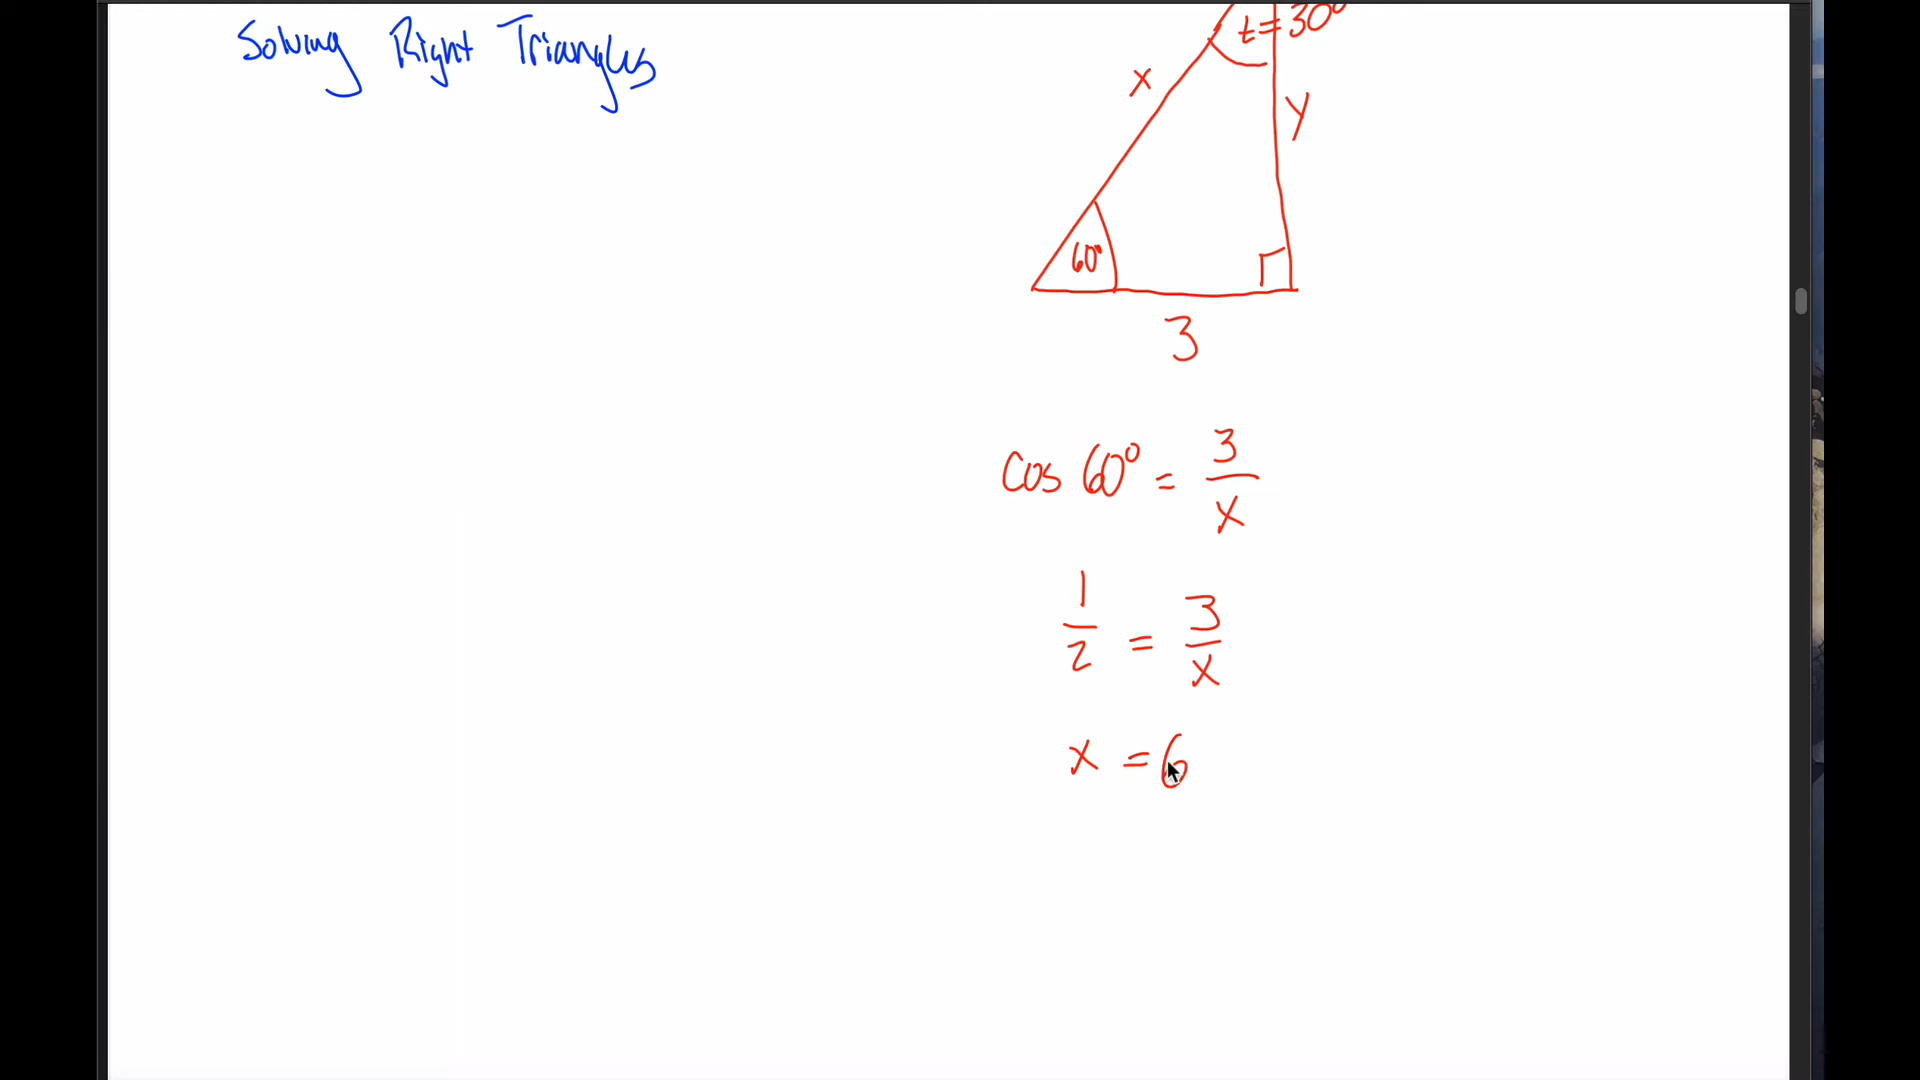 Solving Right Triangles
t=30°
x
y
60°
3
cos 60° = 3/x
1/2 = 3/x
x = 6